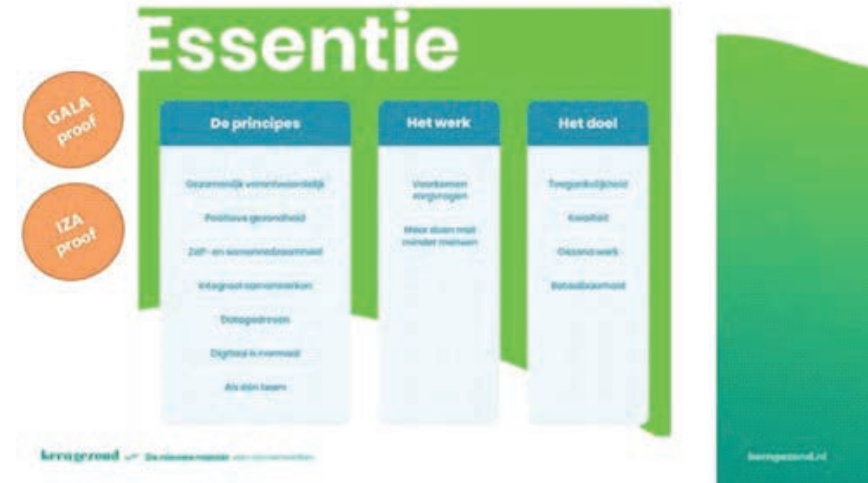 Essentie
GALA
proof
IZA
proof
De principes
Gezamenlijk verantwoordelijk
Positieve gezondheid
Zelf- en samenredzaamheid
Integraal samenwerken
Datagedreven
Digitaal is normaal
Als één team
Het werk
Voorkomen
zorgvragen
Meer doen met
minder mensen
Het doel
Toegankelijkheid
Kwaliteit
Gezond werk
Betaalbaarheid
kerngezond De nieuwe manier van samenwerken
kerngezond.nl